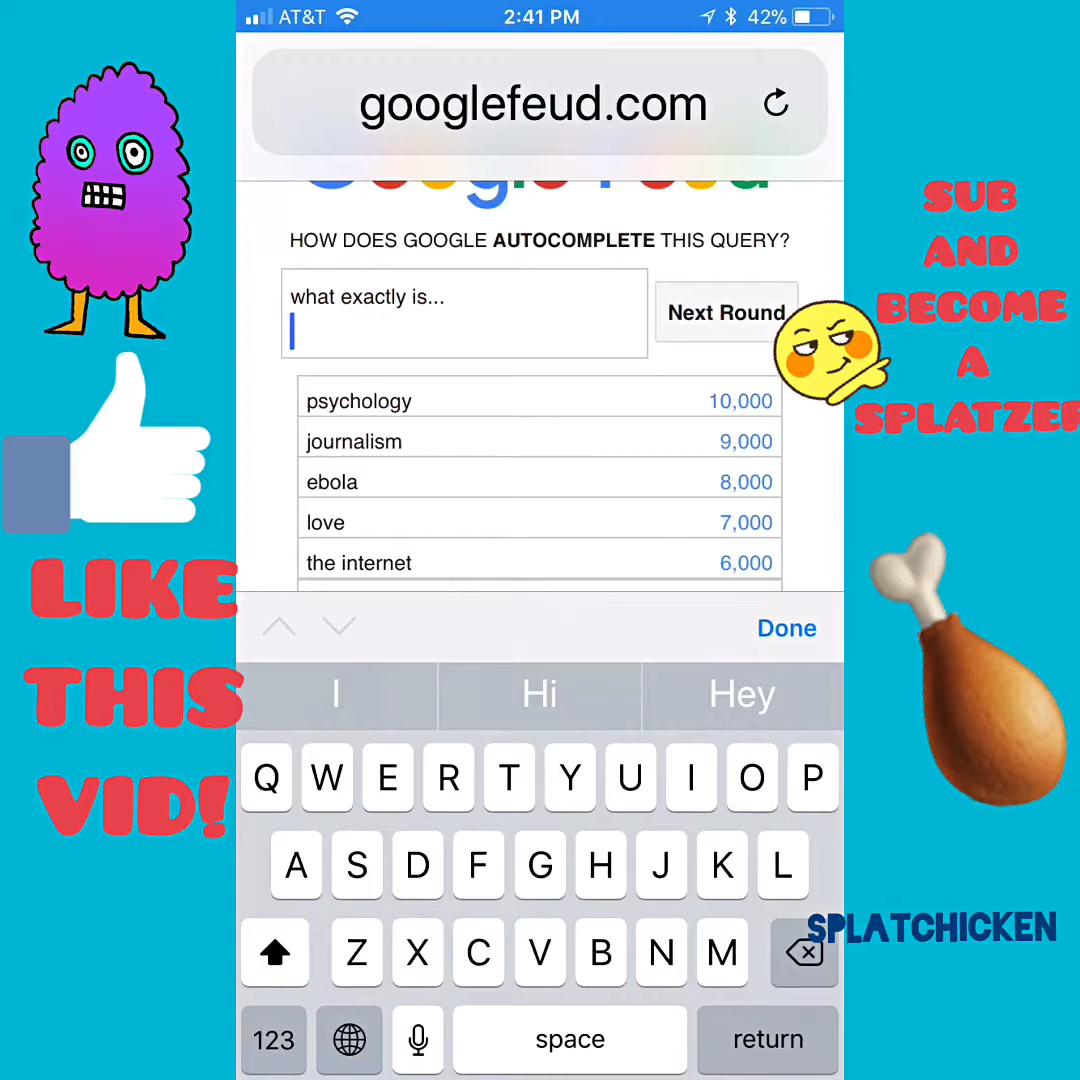 AT&T 2:41 PM 42%
googlefeud.com
HOW DOES GOOGLE AUTOCOMPLETE THIS QUERY?
what exactly is...
Next Round
psychology 10,000
journalism 9,000
ebola 8,000
love 7,000
the internet 6,000
Done
I Hi Hey
Q W E R T Y U I O P
A S D F G H J K L
Z X C V B N M
123 space return
LIKE
THIS
VID!
SUB
AND
BECOME
A
SPLATZER
SPLATCHICKEN